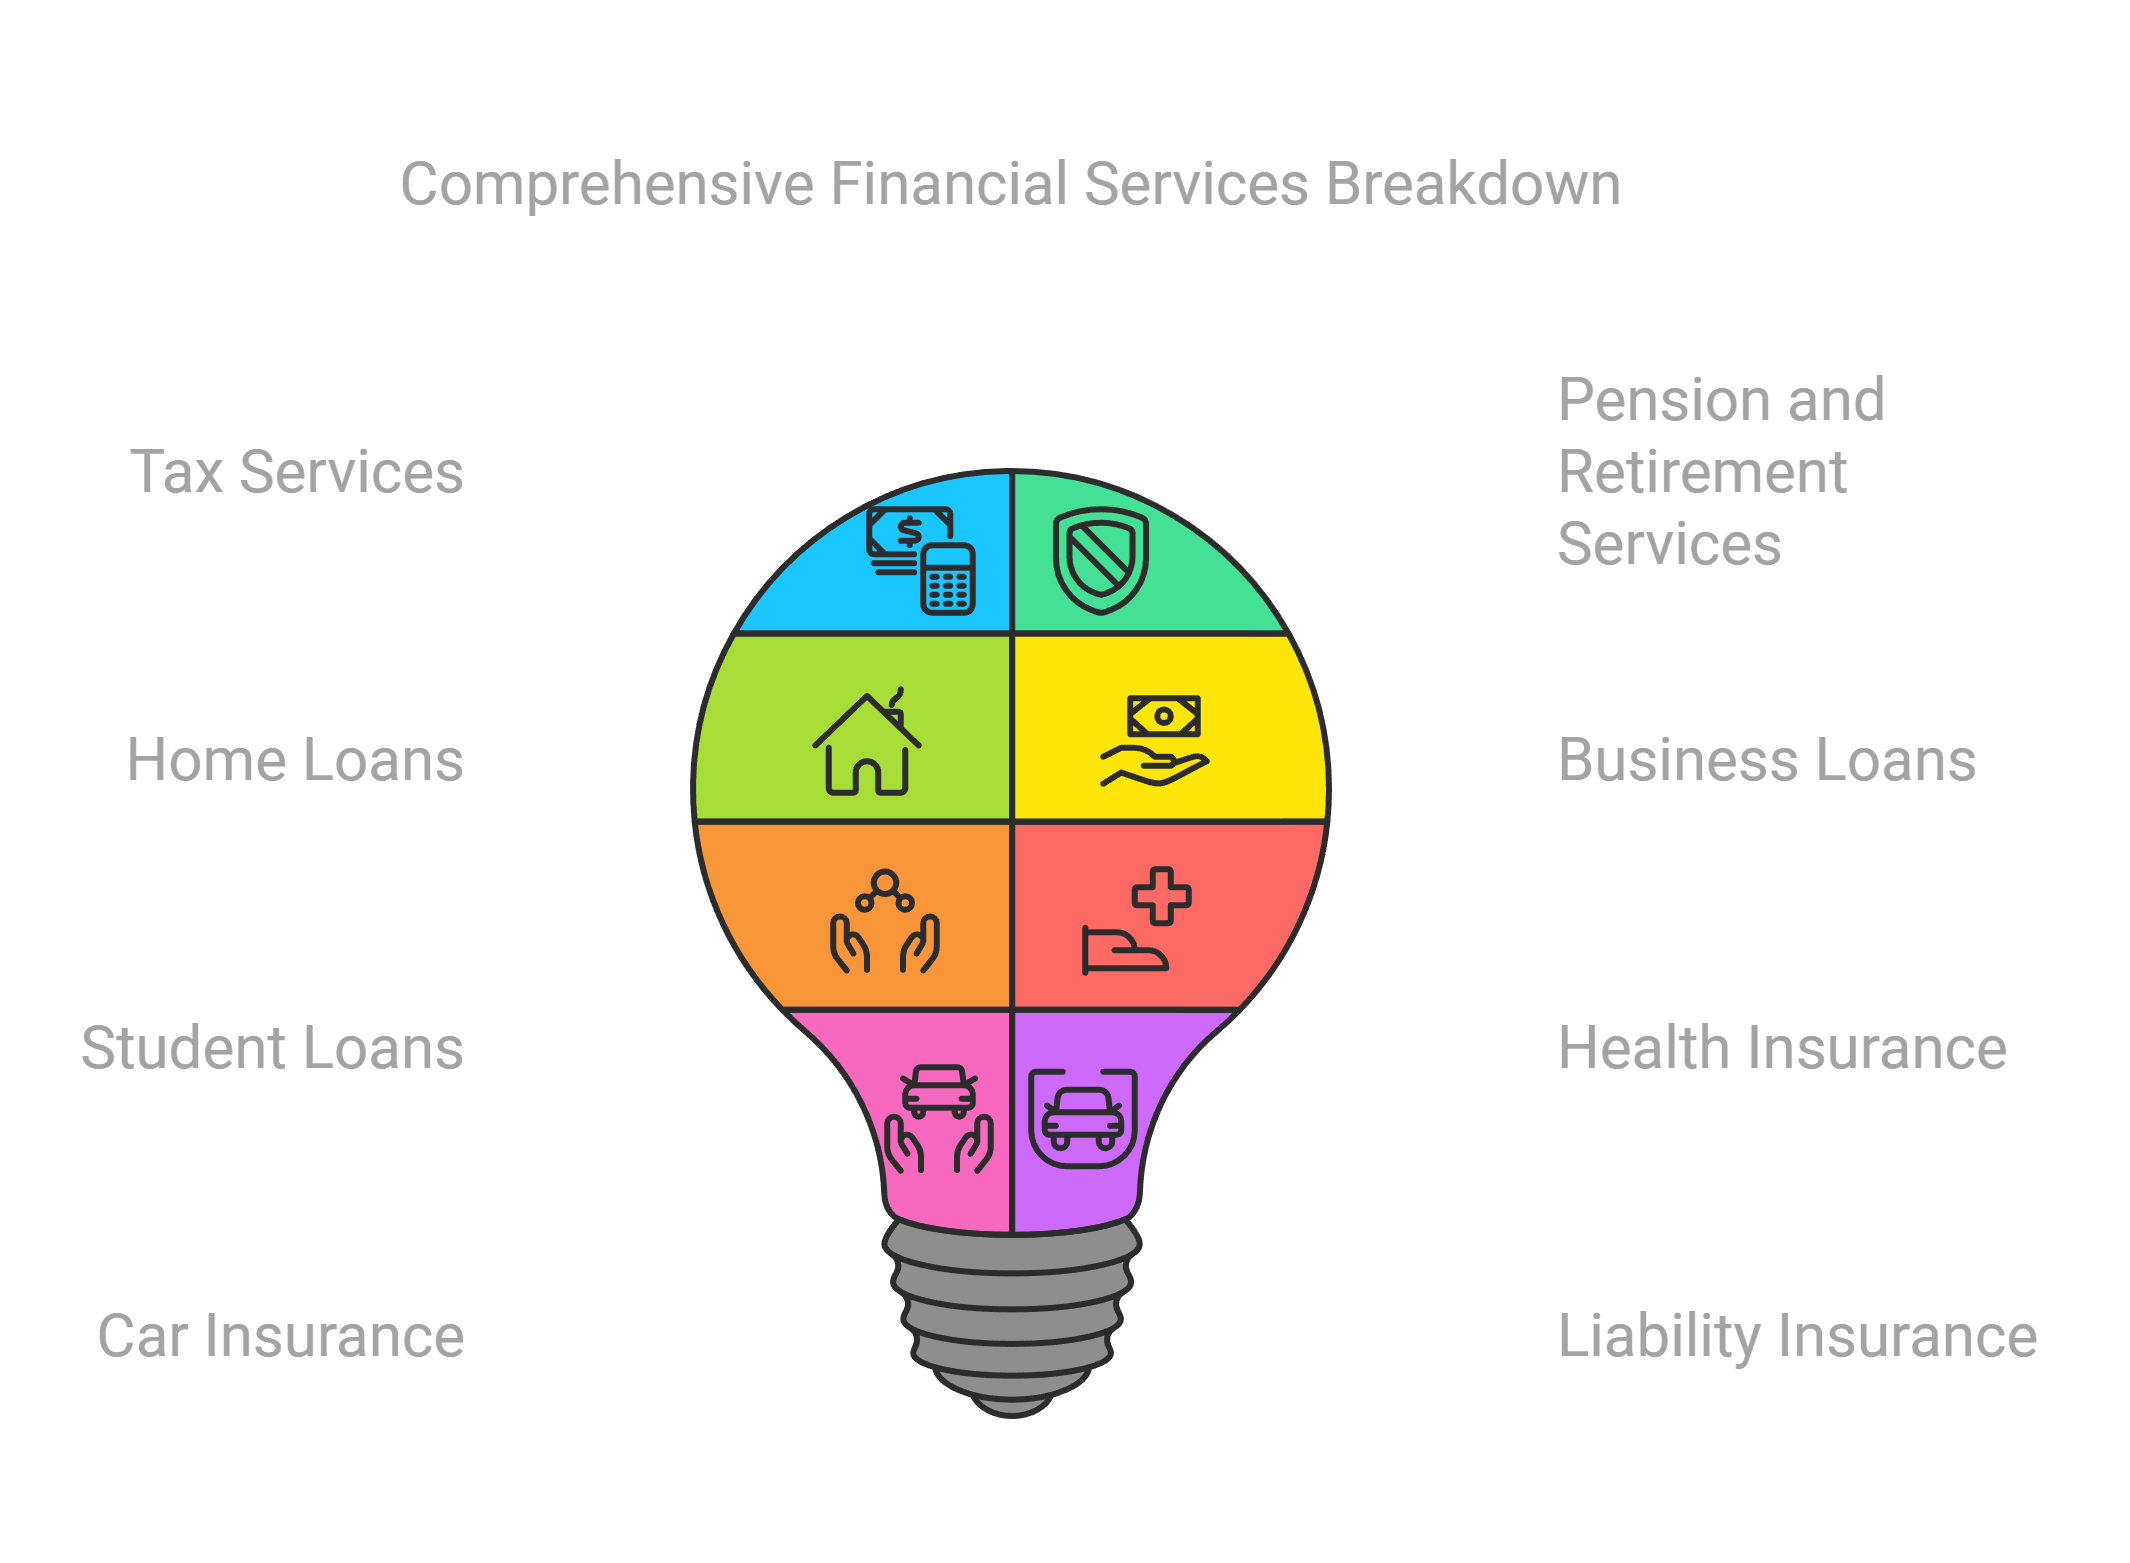 Comprehensive Financial Services Breakdown
Tax Services
Pension and
Retirement
Services
Home Loans
Business Loans
Student Loans
Health Insurance
Car Insurance
Liability Insurance